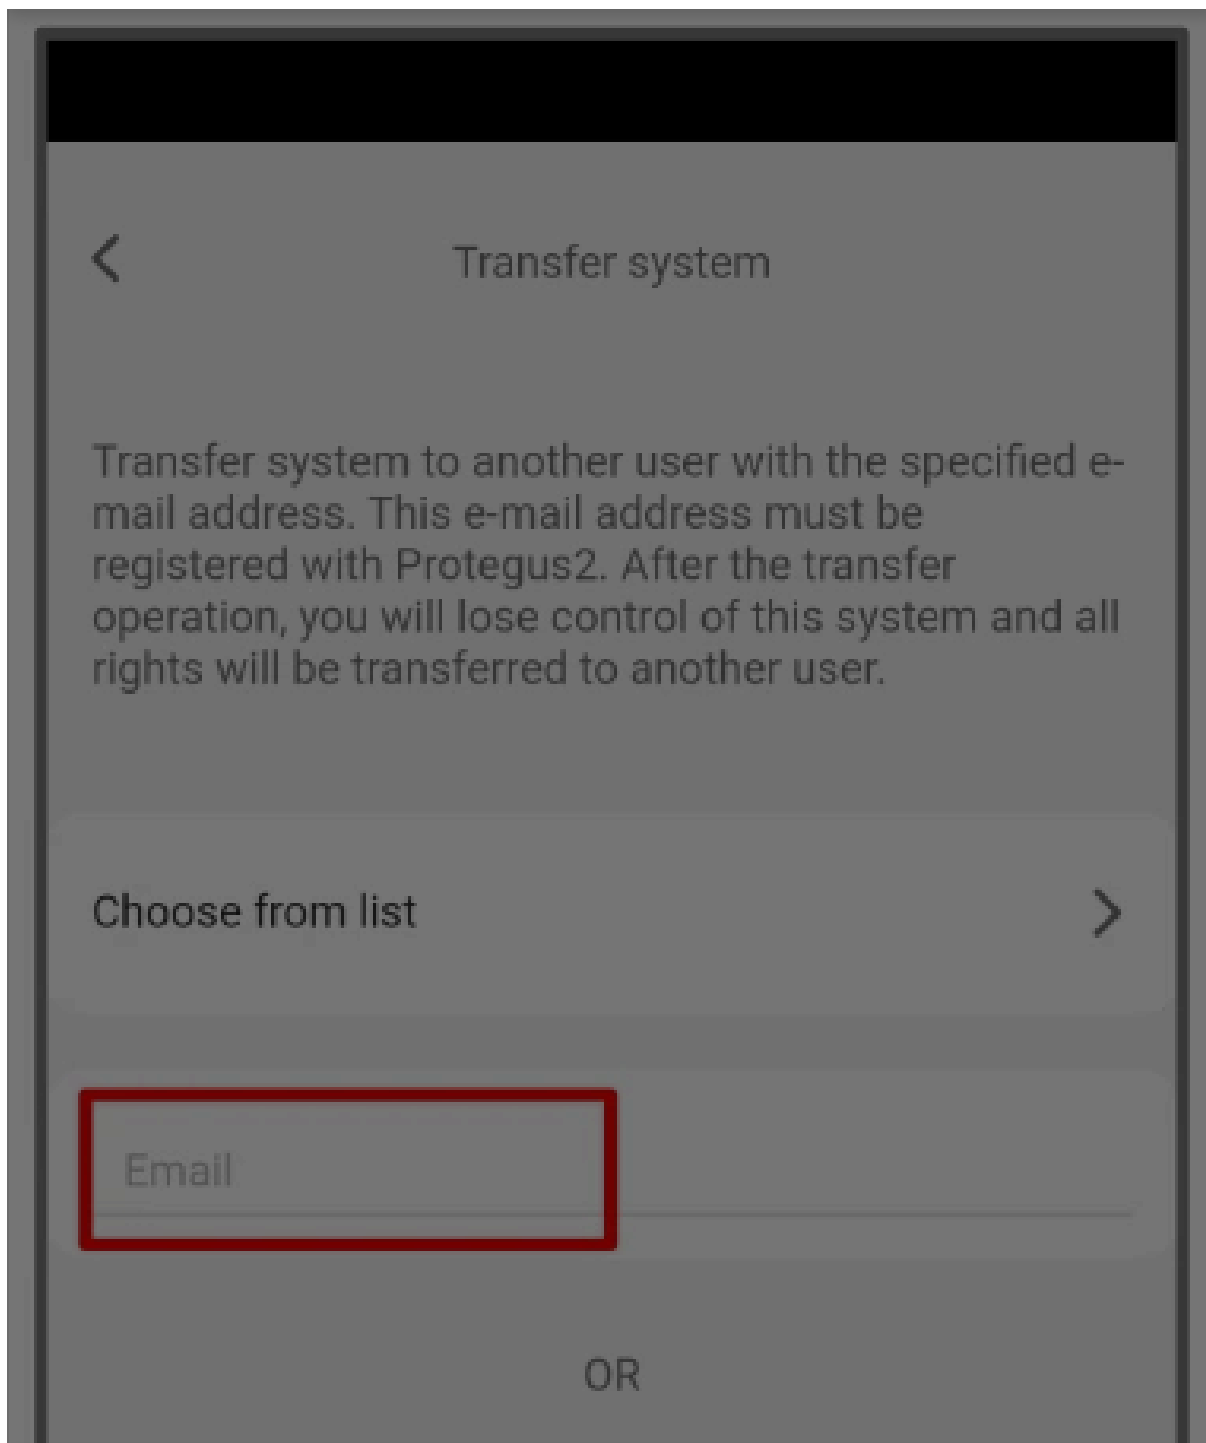 Transfer system
Transfer system to another user with the specified e-
mail address. This e-mail address must be
registered with Protegus2. After the transfer
operation, you will lose control of this system and all
rights will be transferred to another user.
Choose from list
Email
OR